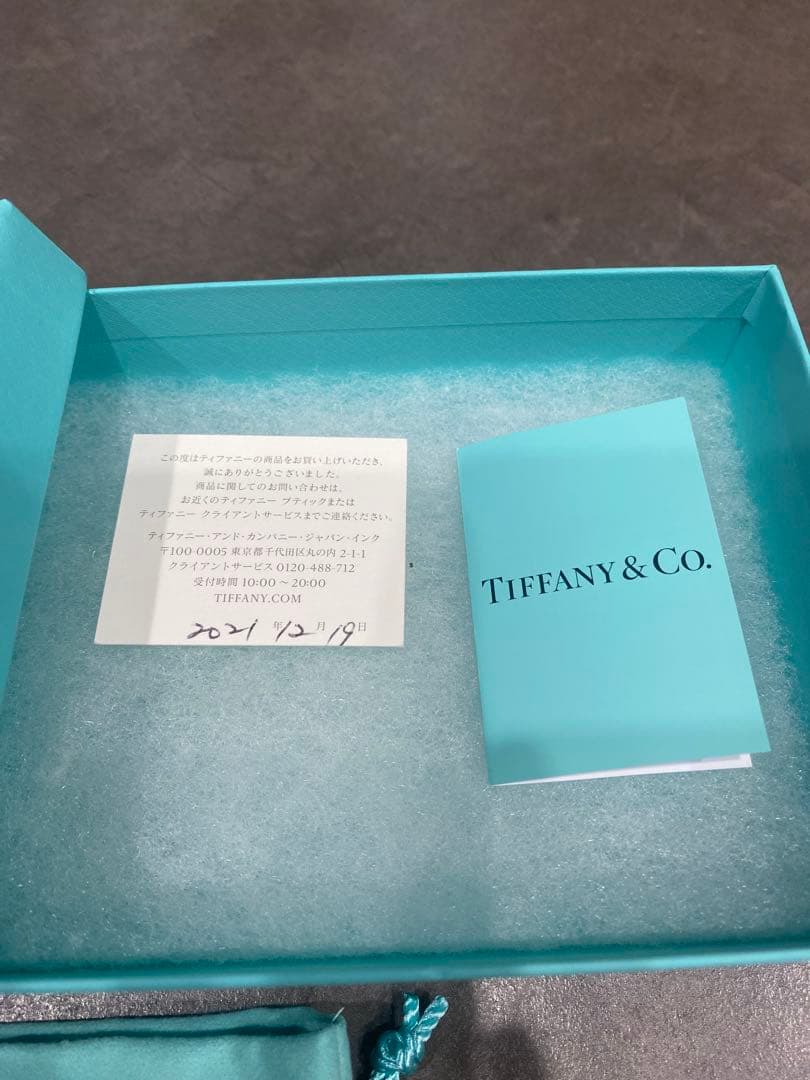 この度はティファニーの商品をお買い上げいただき、
誠にありがとうございました。
商品に関してのお問い合わせは、
お近くのティファニー ブティックまたは
ティファニー クライアントサービスまでご連絡ください。
ティファニー・アンド・カンパニー・ジャパン・インク
〒100-0005 東京都千代田区丸の内 2-1-1
クライアントサービス 0120-488-712
受付時間 10:00～20:00
TIFFANY.COM
2021 年 12 月 19 日
TIFFANY & CO.